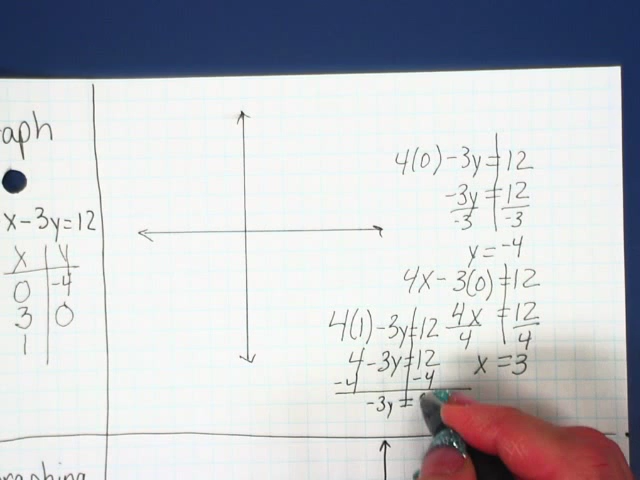 aph
x-3y=12
x y
0 -4
3 0
1
4(0)-3y=12
-3y=12
-3 -3
y=-4
4x-3(0)=12
4x=12
4 4
x=3
4(1)-3y=12
4-3y=12
-4 -4
-3y=